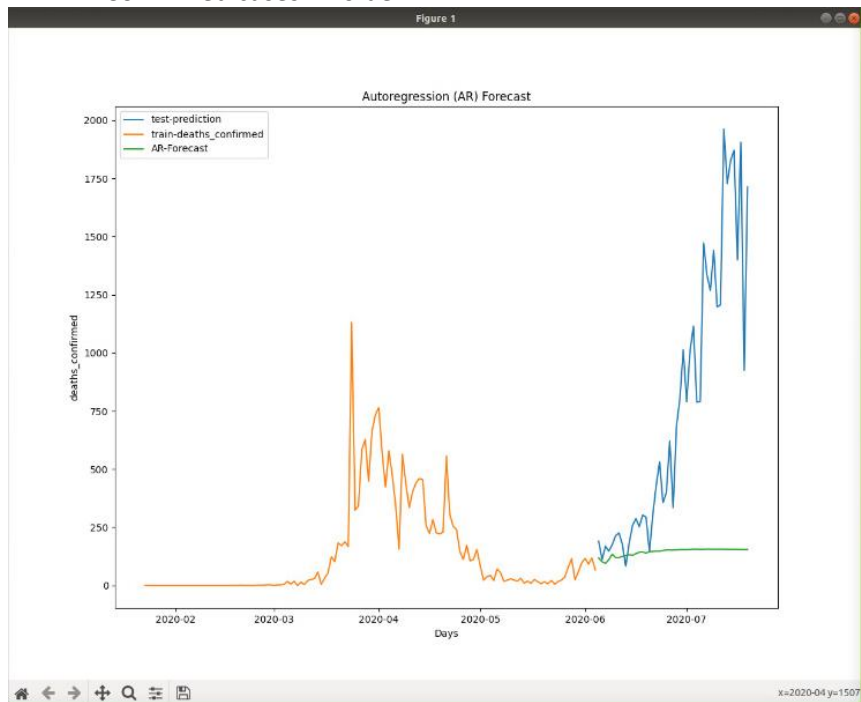 Figure 1
Autoregression (AR) Forecast
test-prediction
train-deaths_confirmed
AR-Forecast
2000
1750
1500
1250
1000
750
500
250
0
deaths_confirmed
2020-02 2020-03 2020-04 2020-05 2020-06 2020-07
Days
x=2020-04 y=1507